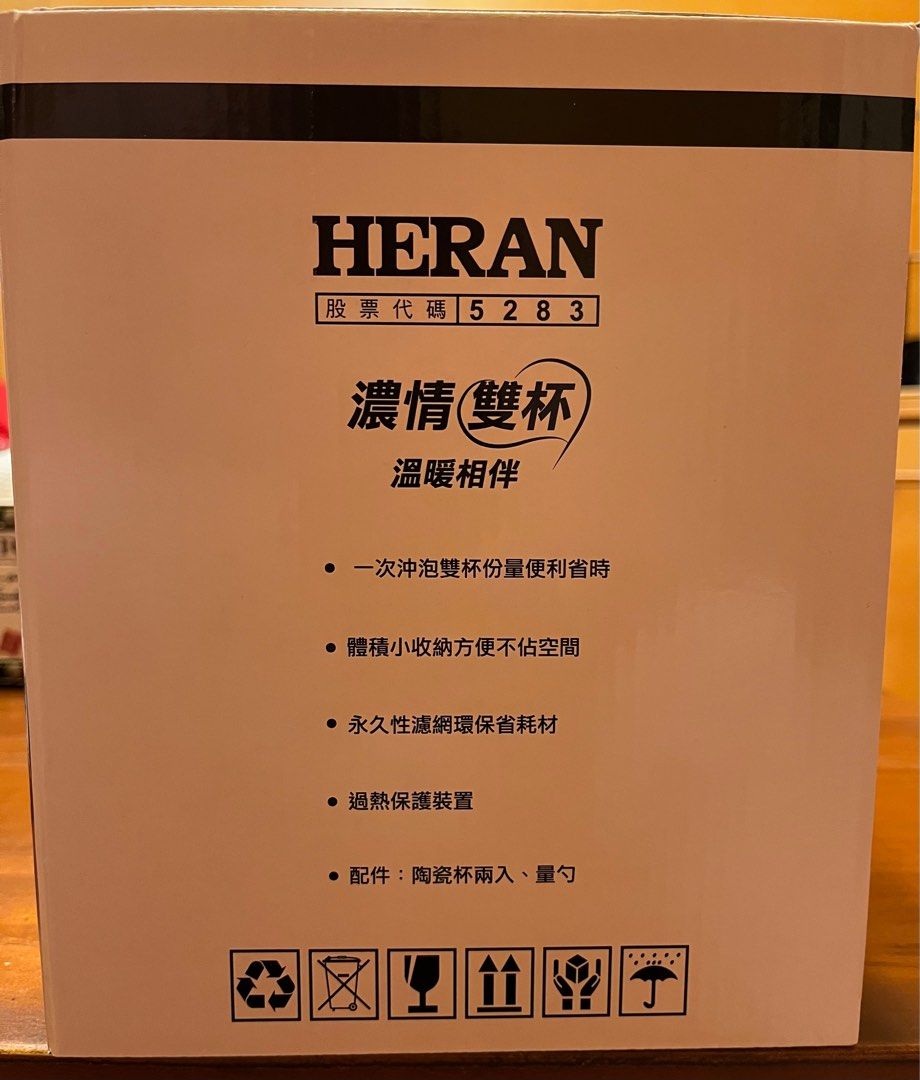 HERAN
股票代碼 5283
濃情雙杯
溫暖相伴
• 一次沖泡雙杯份量便利省時
• 體積小收納方便不佔空間
• 永久性濾網環保省耗材
• 過熱保護裝置
• 配件：陶瓷杯兩入、量勺